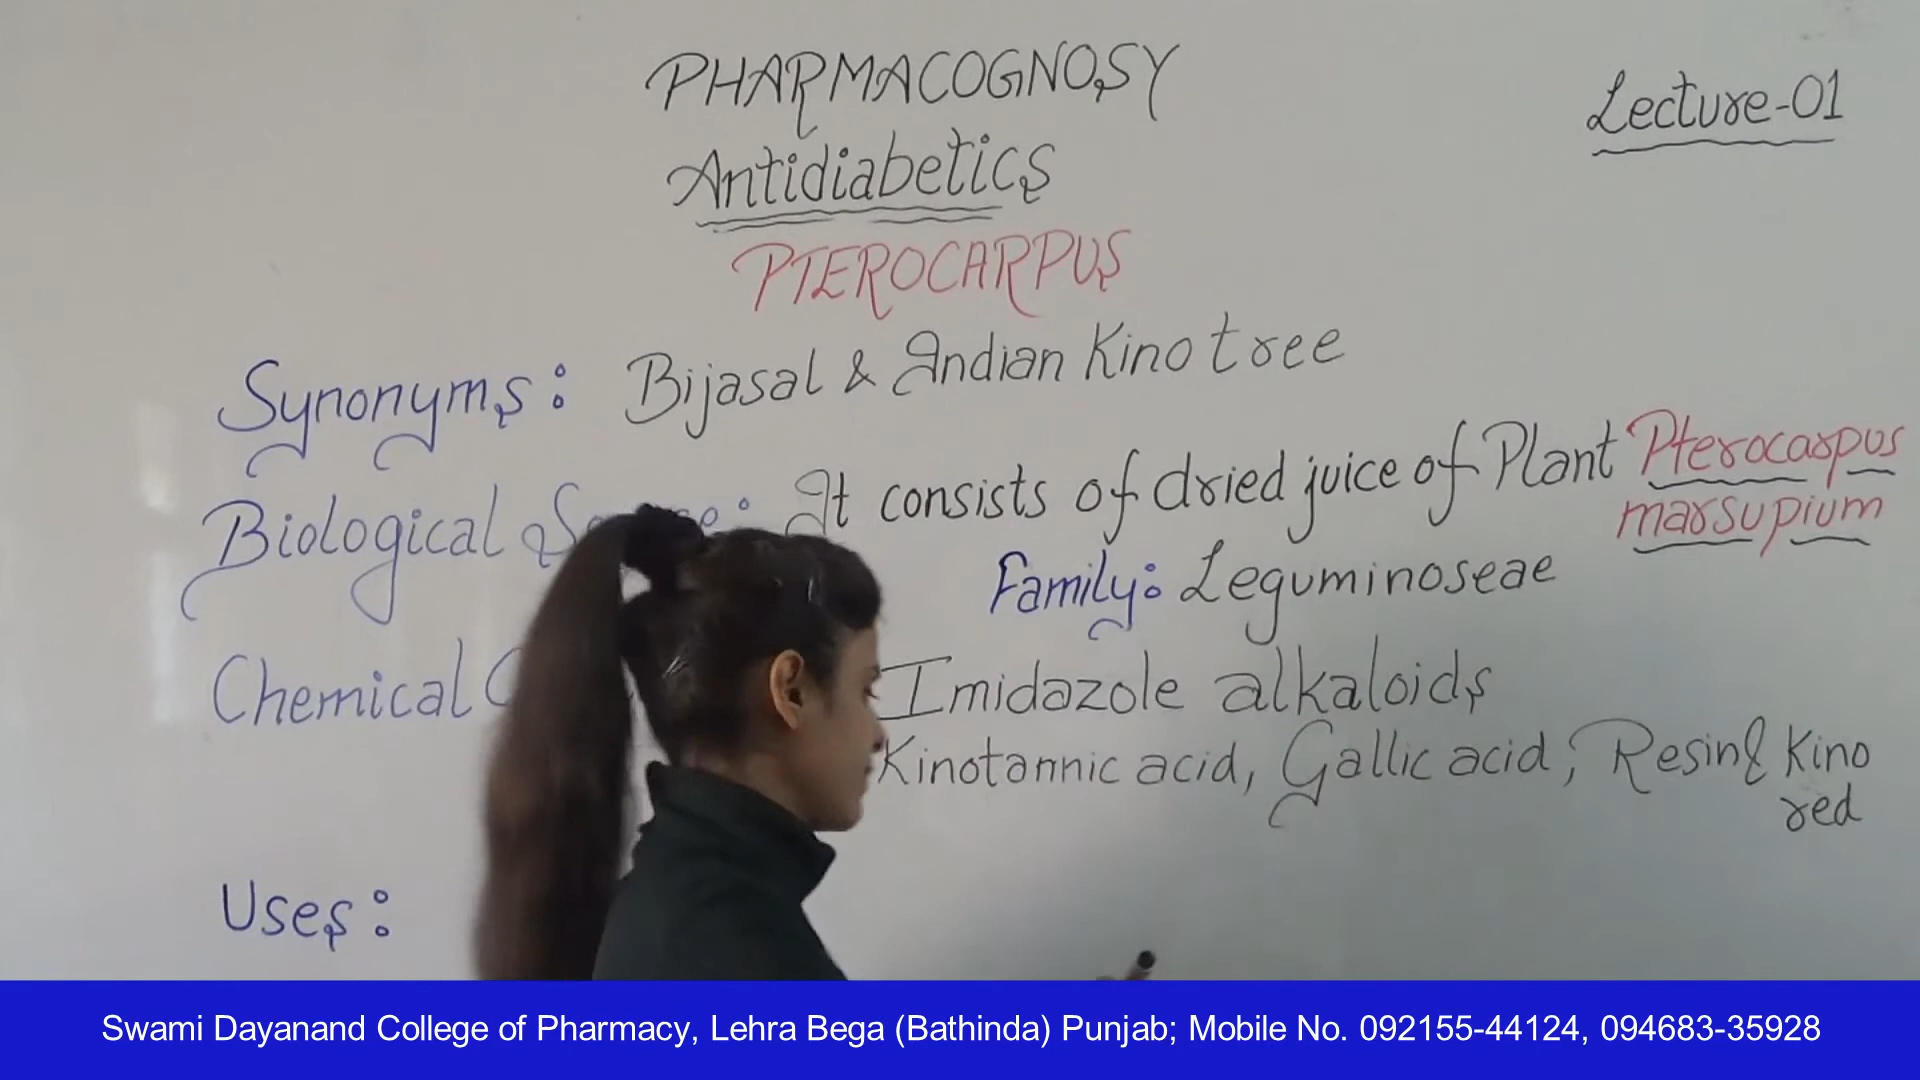 PHARMACOGNOSY
Lecture-01
Antidiabetics
PTEROCARPUS
Synonyms: Bijasal & Indian Kino tree
Biological : It consists of dried juice of Plant Pterocarpus
marsupium
Family: Leguminoseae
Chemical Imidazole alkaloids
Kinotannic acid, Gallic acid, Resin & Kino
red
Uses:
Swami Dayanand College of Pharmacy, Lehra Bega (Bathinda) Punjab; Mobile No. 092155-44124, 094683-35928